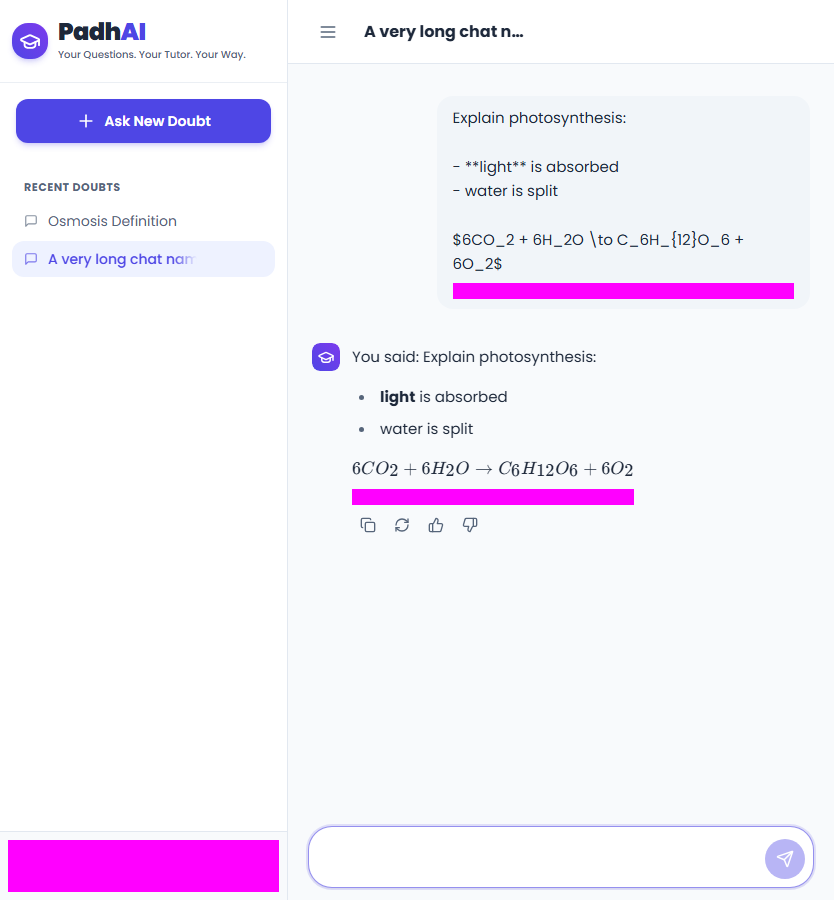 PadhAI
Your Questions. Your Tutor. Your Way.
Ask New Doubt
RECENT DOUBTS
Osmosis Definition
A very long chat nam
A very long chat n...
Explain photosynthesis:
- **light** is absorbed
- water is split
$6CO_2 + 6H_2O \to C_6H_{12}O_6 +
6O_2$
You said: Explain photosynthesis:
• light is absorbed
• water is split
6CO2 + 6H2O → C6H12O6 + 6O2